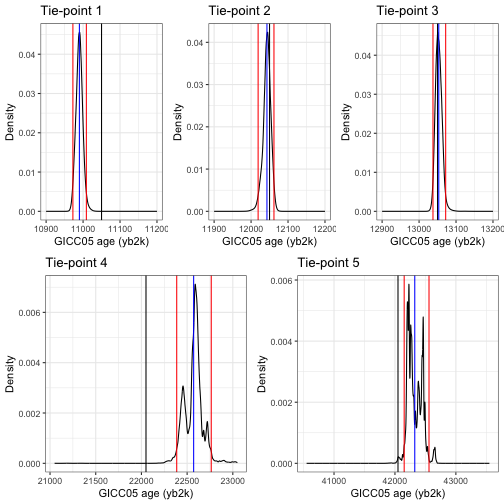 Tie-point 1
Tie-point 2
Tie-point 3
0.04
0.03
0.02
0.01
0.00
Density
10900
11000
11100
11200
GICC05 age (yb2k)
0.04
0.03
0.02
0.01
0.00
Density
11900
12000
12100
12200
GICC05 age (yb2k)
0.04
0.03
0.02
0.01
0.00
Density
12900
13000
13100
13200
GICC05 age (yb2k)
Tie-point 4
Tie-point 5
0.006
0.004
0.002
0.000
Density
21000
21500
22000
22500
23000
GICC05 age (yb2k)
0.006
0.004
0.002
0.000
Density
41000
42000
43000
GICC05 age (yb2k)